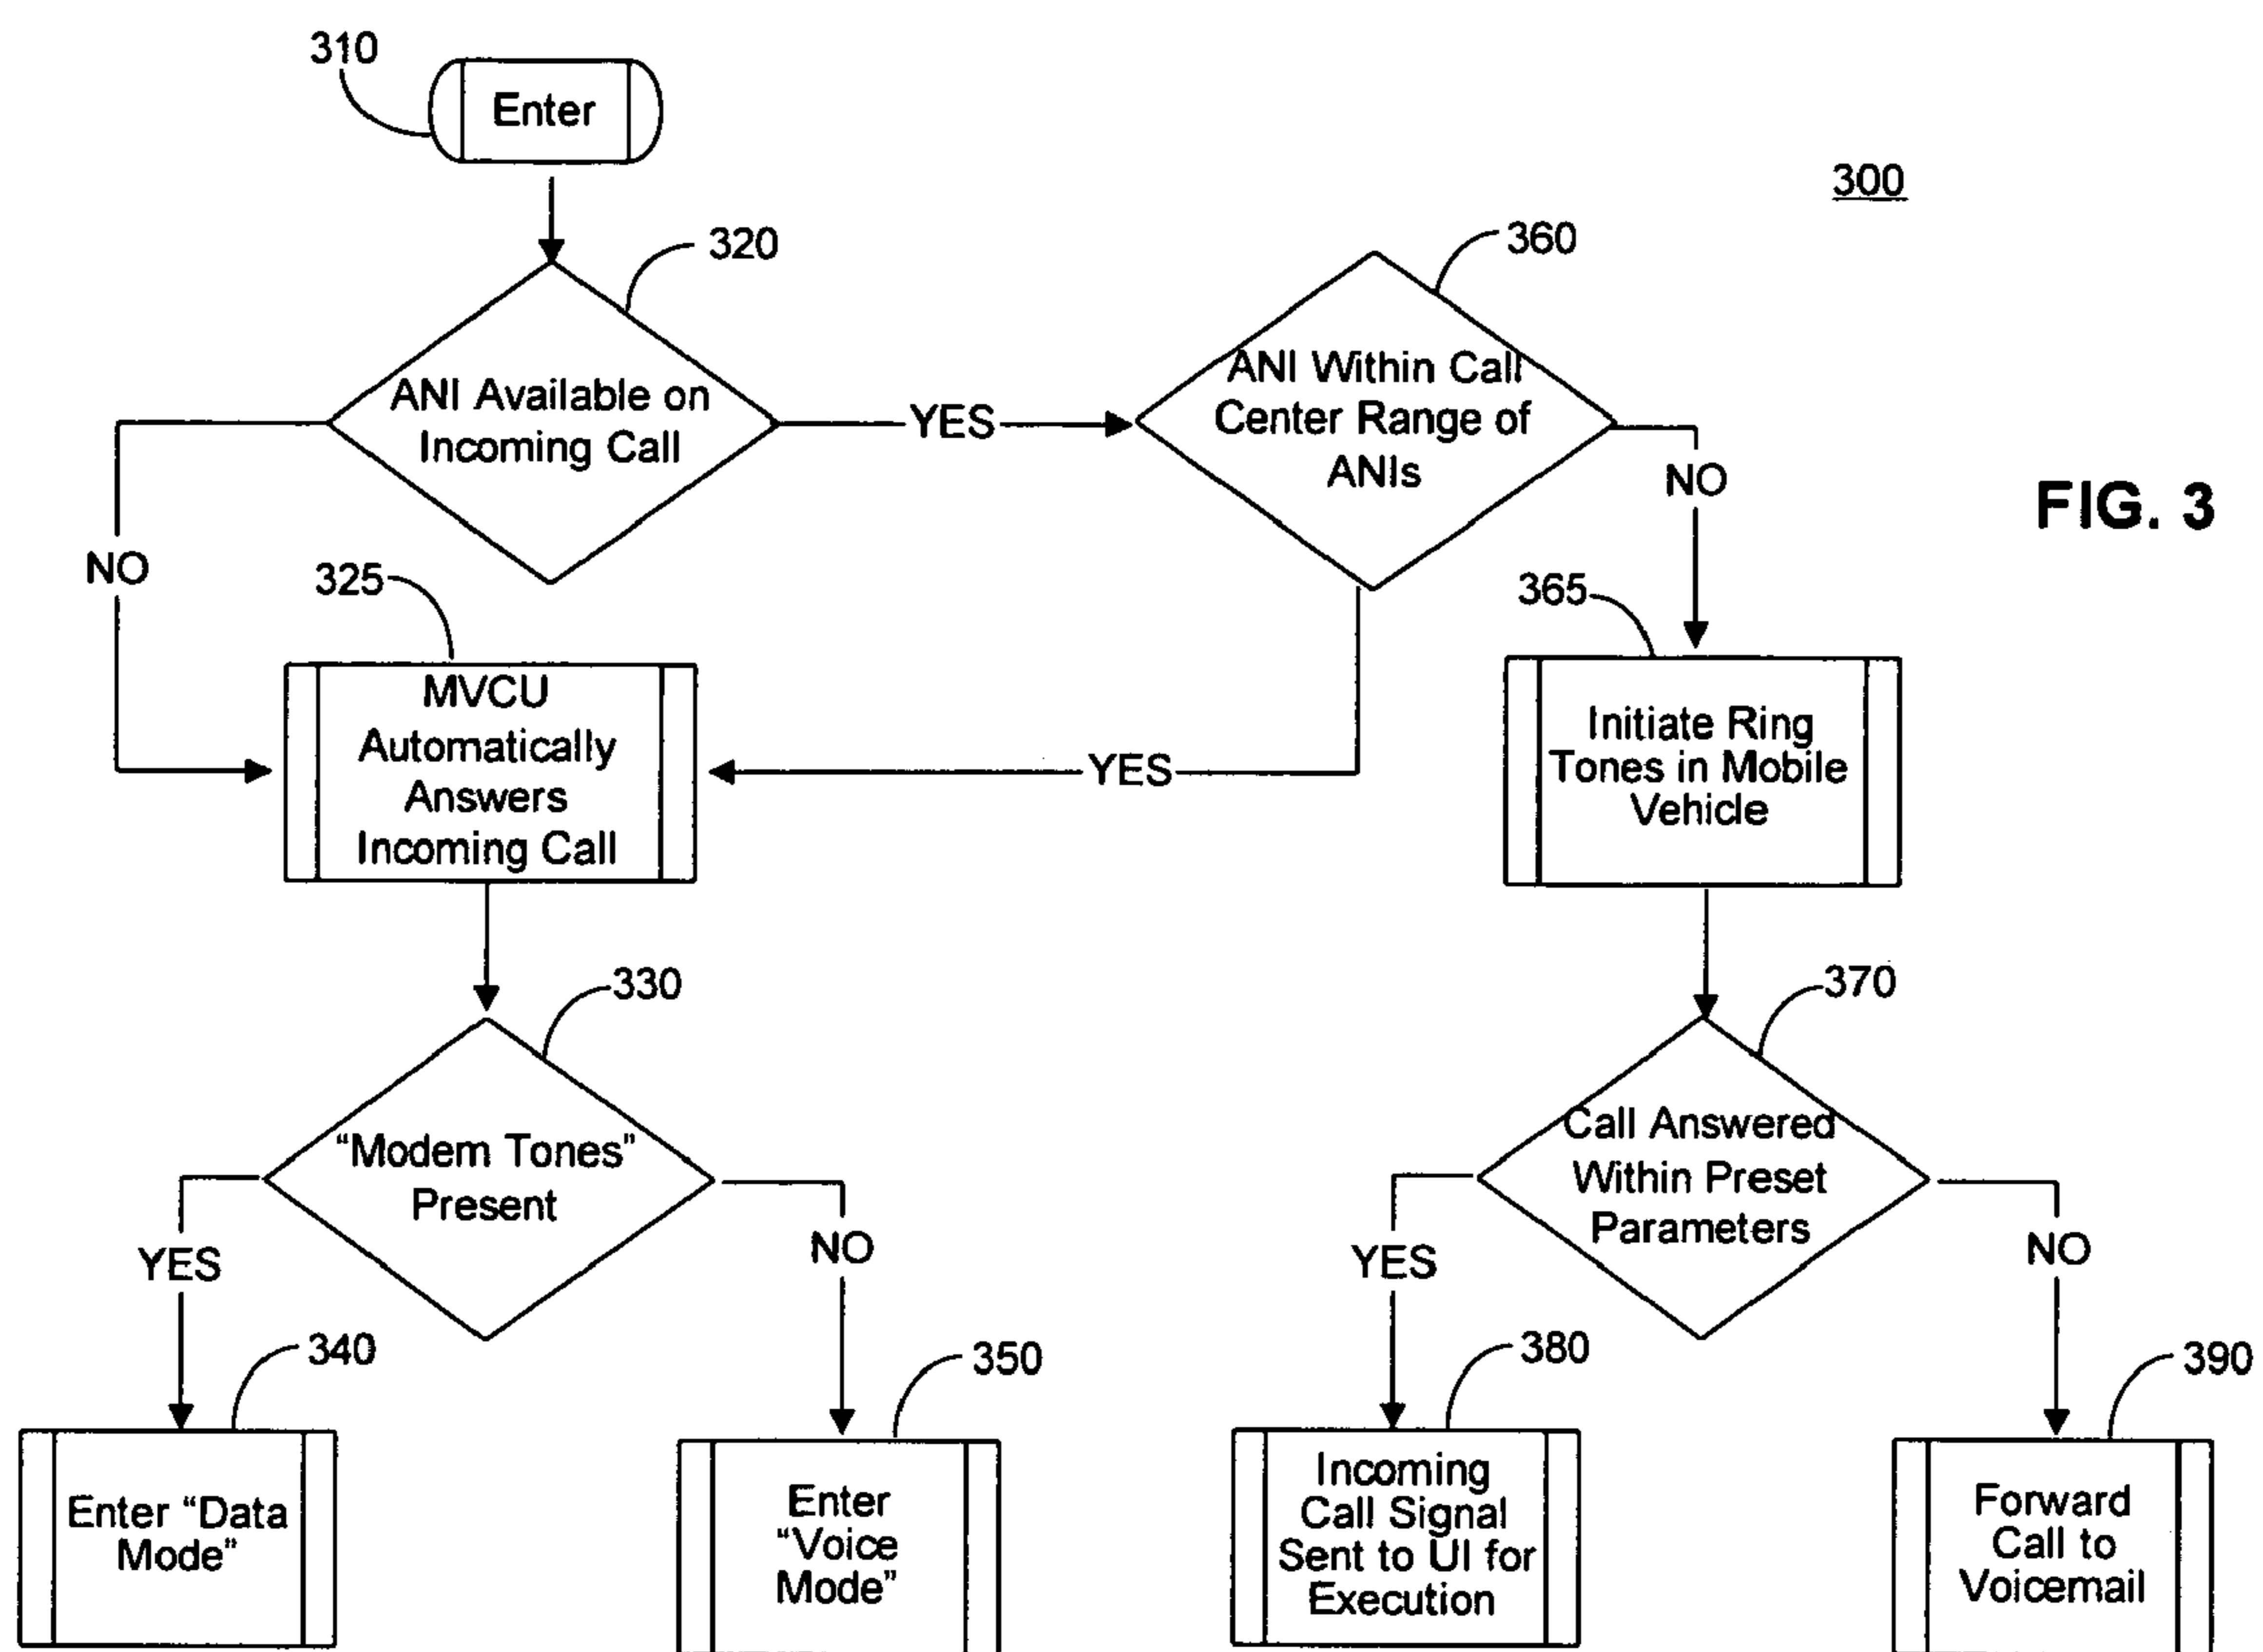 310
Enter
300
320
360
ANI Available on
Incoming Call
YES
ANI Within Call
Center Range of
ANIs
NO
FIG. 3
NO
325
365
MVCU
Automatically
Answers
Incoming Call
YES
Initiate Ring
Tones in Mobile
Vehicle
330
370
"Modem Tones"
Present
Call Answered
Within Preset
Parameters
YES
NO
YES
NO
340
350
380
390
Enter "Data
Mode"
Enter
"Voice
Mode"
Incoming
Call Signal
Sent to UI for
Execution
Forward
Call to
Voicemail